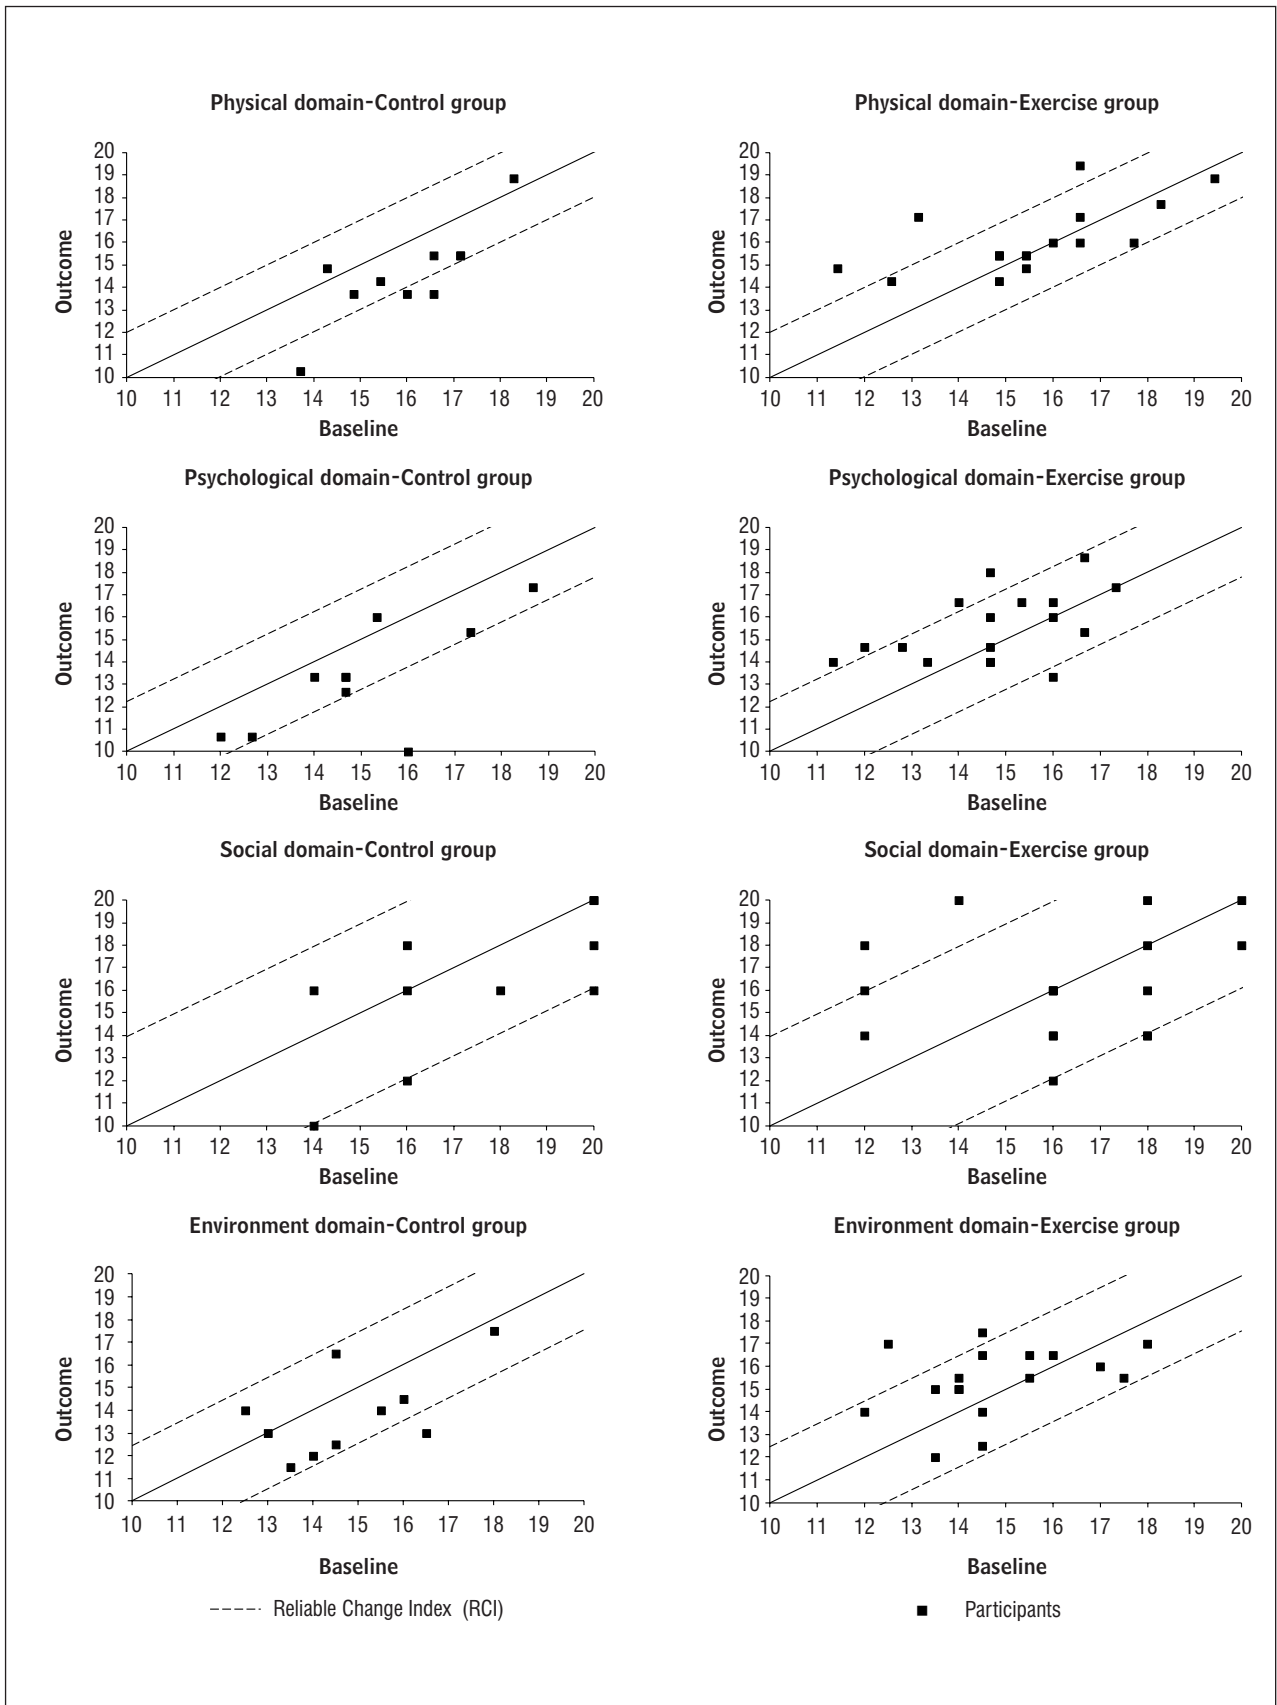 Physical domain-Control group
20
19
18
17
16
15
14
13
12
11
10
Outcome
10 11 12 13 14 15 16 17 18 19 20
Baseline
Physical domain-Exercise group
20
19
18
17
16
15
14
13
12
11
10
Outcome
10 11 12 13 14 15 16 17 18 19 20
Baseline
Psychological domain-Control group
20
19
18
17
16
15
14
13
12
11
10
Outcome
10 11 12 13 14 15 16 17 18 19 20
Baseline
Psychological domain-Exercise group
20
19
18
17
16
15
14
13
12
11
10
Outcome
10 11 12 13 14 15 16 17 18 19 20
Baseline
Social domain-Control group
20
19
18
17
16
15
14
13
12
11
10
Outcome
10 11 12 13 14 15 16 17 18 19 20
Baseline
Social domain-Exercise group
20
19
18
17
16
15
14
13
12
11
10
Outcome
10 11 12 13 14 15 16 17 18 19 20
Baseline
Environment domain-Control group
20
19
18
17
16
15
14
13
12
11
10
Outcome
10 11 12 13 14 15 16 17 18 19 20
Baseline
Environment domain-Exercise group
20
19
18
17
16
15
14
13
12
11
10
Outcome
10 11 12 13 14 15 16 17 18 19 20
Baseline
Reliable Change Index (RCI)
Participants